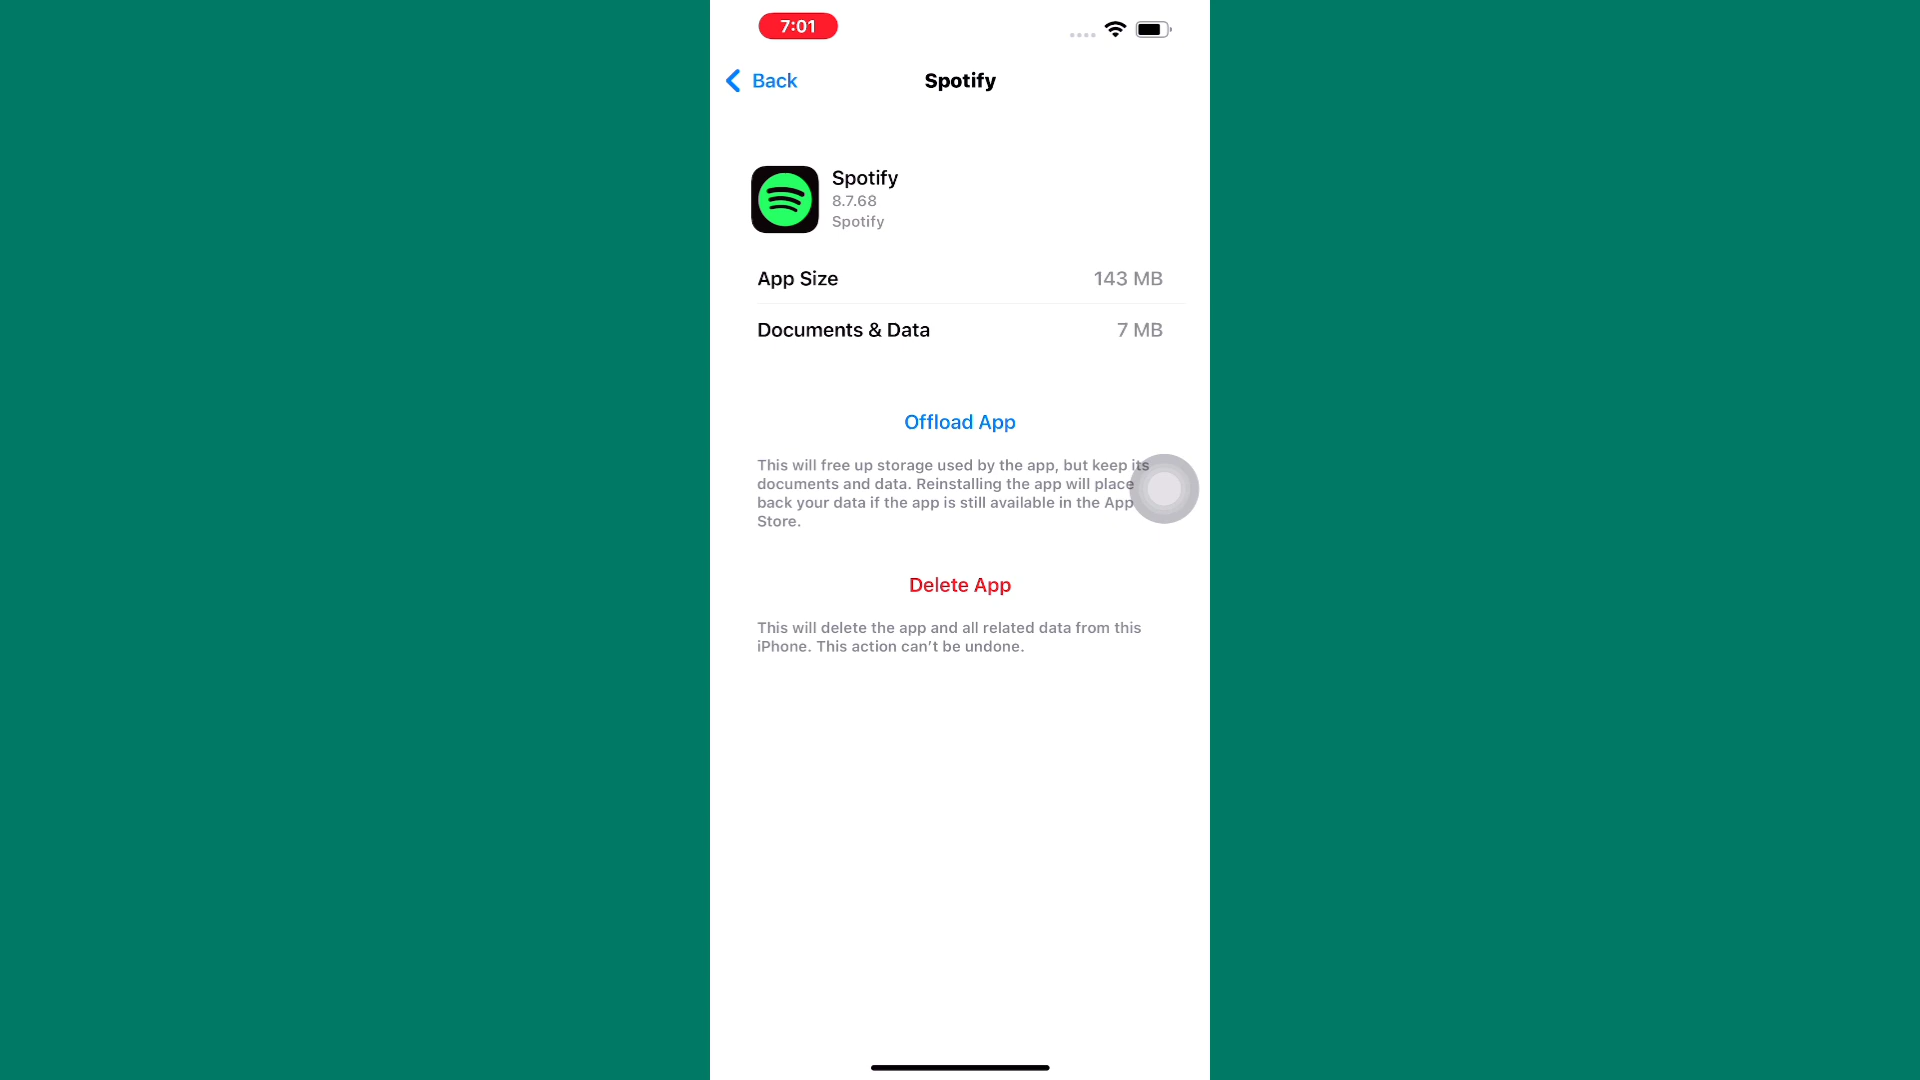 7:01
Back
Spotify
Spotify
8.7.68
Spotify
App Size
143 MB
Documents & Data
7 MB
Offload App
This will free up storage used by the app, but keep its
documents and data. Reinstalling the app will place
back your data if the app is still available in the App
Store.
Delete App
This will delete the app and all related data from this
iPhone. This action can’t be undone.